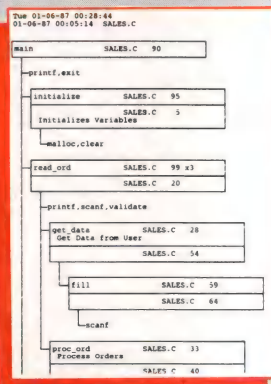 Tue 01-06-87 00:28:44
01-06-87 00:05:14 SALES.C
main SALES.C 90
printf,exit
initialize SALES.C 95
SALES.C 5
Initializes Variables
malloc,clear
read_ord SALES.C 99 x3
SALES.C 20
printf,scanf,validate
get_data SALES.C 28
Get Data from User
SALES.C 54
fill SALES.C 59
SALES.C 64
scanf
proc_ord SALES.C 33
Process Orders
SALES.C 40